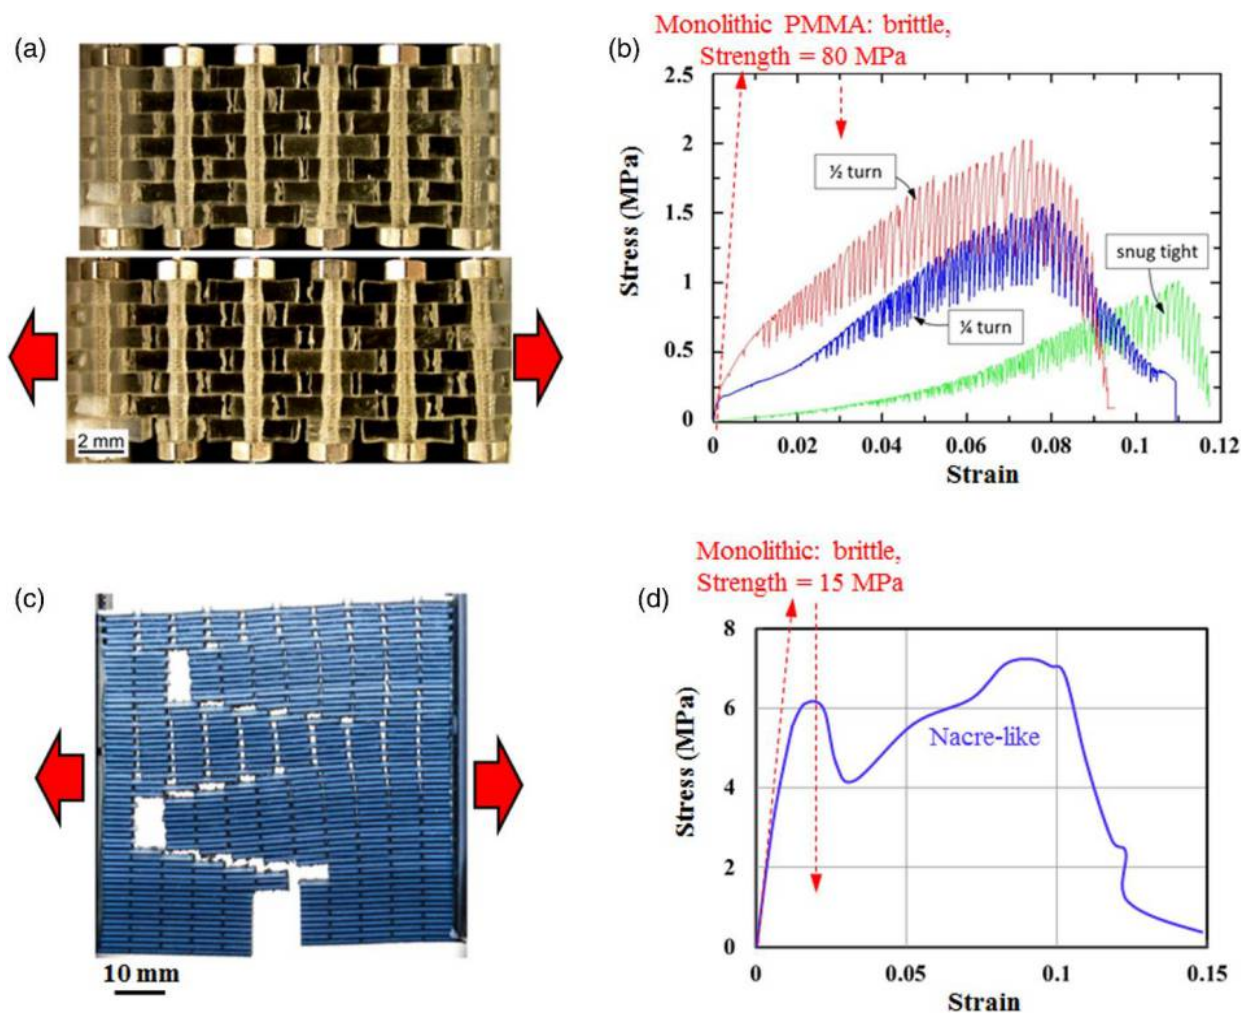 (a)
2 mm
(b)
Monolithic PMMA: brittle,
Strength = 80 MPa
2.5
2
1.5
1
0.5
0
Stress (MPa)
½ turn
¼ turn
snug tight
0
0.02
0.04
0.06
0.08
0.1
0.12
Strain
(c)
10 mm
(d)
Monolithic: brittle,
Strength = 15 MPa
8
6
4
2
0
Stress (MPa)
Nacre-like
0
0.05
0.1
0.15
Strain